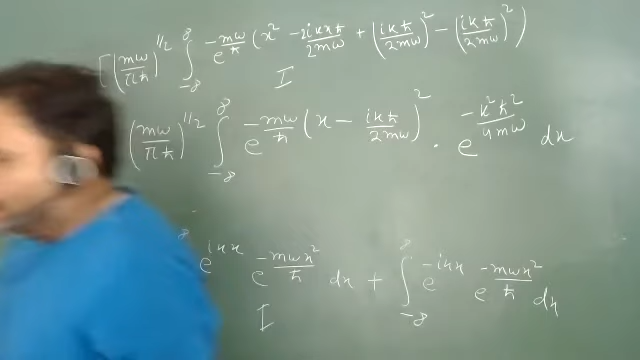 [(mω/πħ)^{1/2} ∫_{-∞}^{∞} e^{-mω/ħ (x² - 2ikxħ/2mω + (ikħ/2mω)² - (ikħ/2mω)²)}
I
(mω/πħ)^{1/2} ∫_{-∞}^{∞} e^{-mω/ħ (x - ikħ/2mω)²} · e^{-k²ħ²/4mω} dx
∞ e^{ikx} e^{-mωx²/ħ} dx + ∫_{-∞}^{∞} e^{-ikx} e^{-mωx²/ħ} dx
I